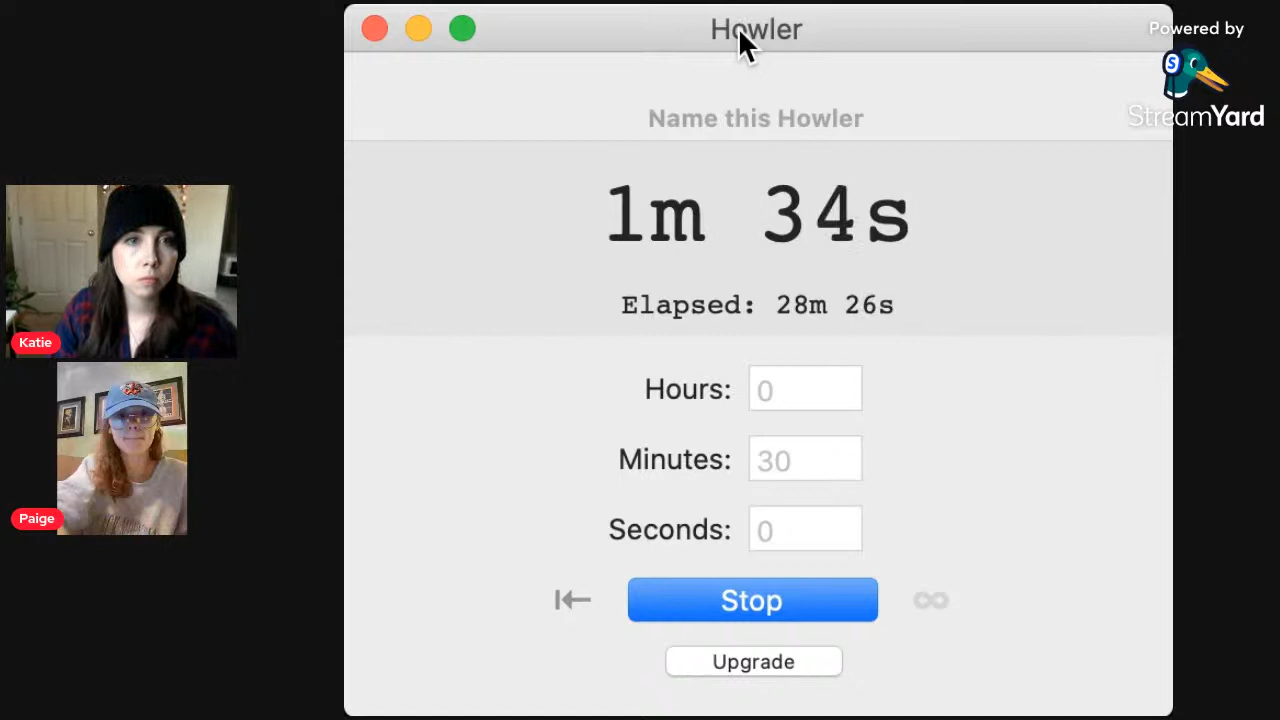 Howler
Powered by
StreamYard
Name this Howler
1m 34s
Elapsed: 28m 26s
Katie
Paige
Hours: 0
Minutes: 30
Seconds: 0
Stop
Upgrade